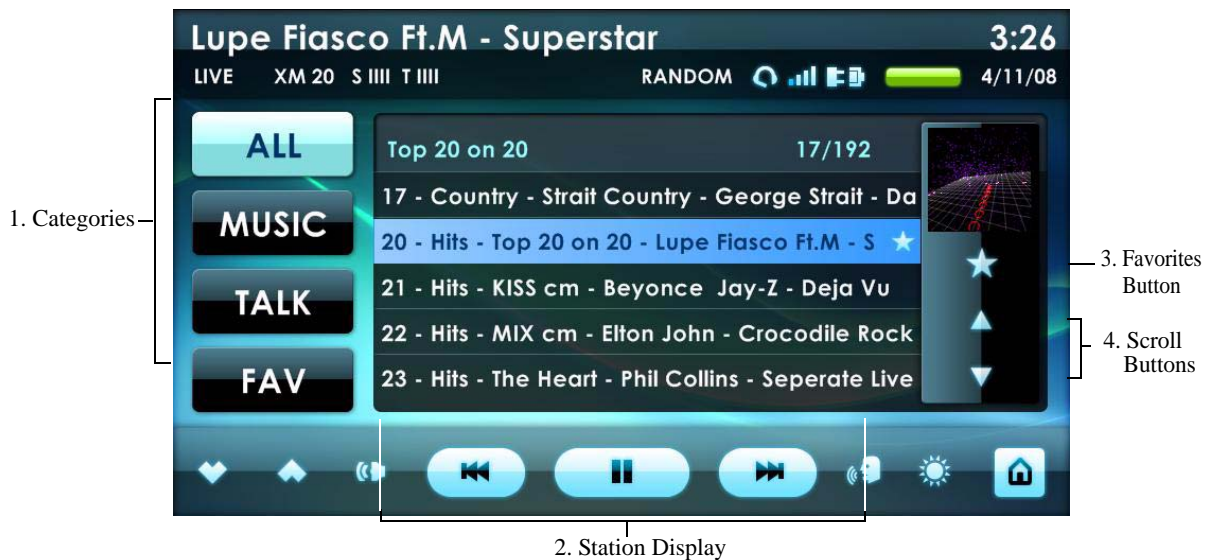 Lupe Fiasco Ft.M - Superstar 3:26
LIVE XM 20 S IIII T IIII RANDOM 4/11/08
ALL
MUSIC
TALK
FAV
Top 20 on 20 17/192
17 - Country - Strait Country - George Strait - Da
20 - Hits - Top 20 on 20 - Lupe Fiasco Ft.M - S
21 - Hits - KISS cm - Beyonce Jay-Z - Deja Vu
22 - Hits - MIX cm - Elton John - Crocodile Rock
23 - Hits - The Heart - Phil Collins - Seperate Live
1. Categories
3. Favorites
Button
4. Scroll
Buttons
2. Station Display